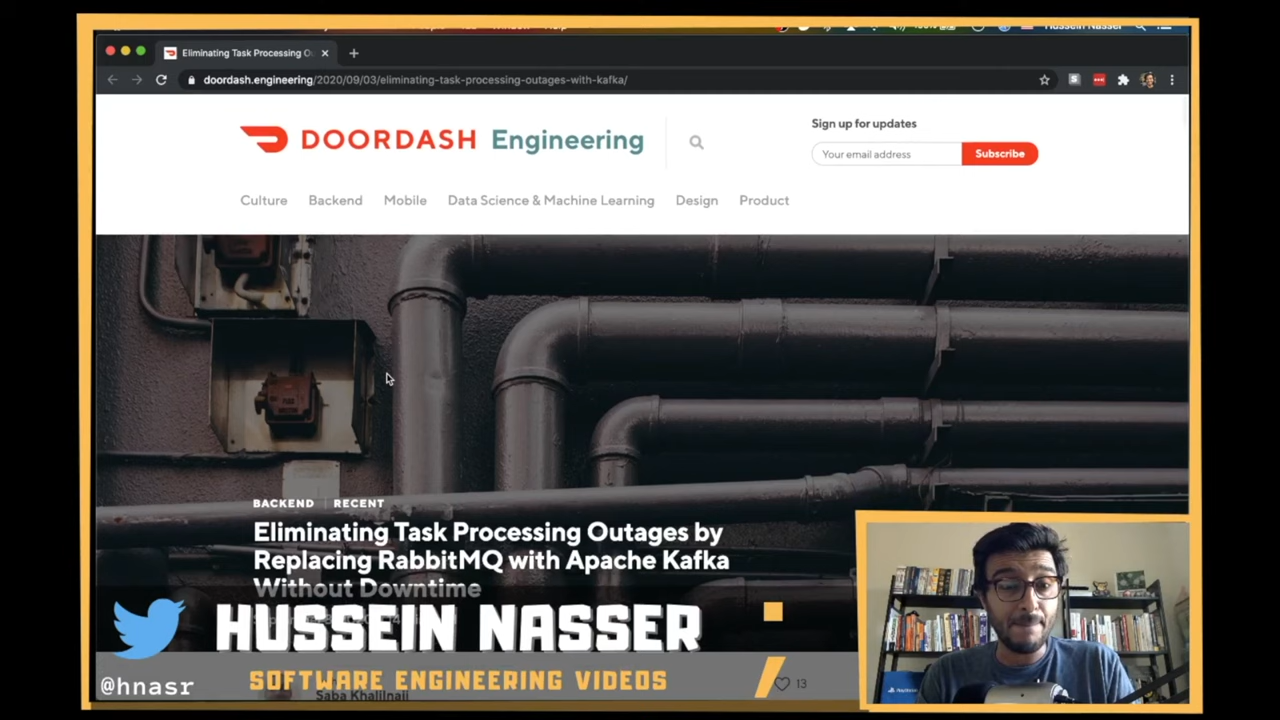 Hussein Nasser
Eliminating Task Processing O
doordash.engineering/2020/09/03/eliminating-task-processing-outages-with-kafka/
DOORDASH Engineering
Sign up for updates
Your email address
Subscribe
Culture
Backend
Mobile
Data Science & Machine Learning
Design
Product
BACKEND
RECENT
Eliminating Task Processing Outages by
Replacing RabbitMQ with Apache Kafka
Without Downtime
HUSSEIN NASSER
@hnasr
SOFTWARE ENGINEERING VIDEOS
13